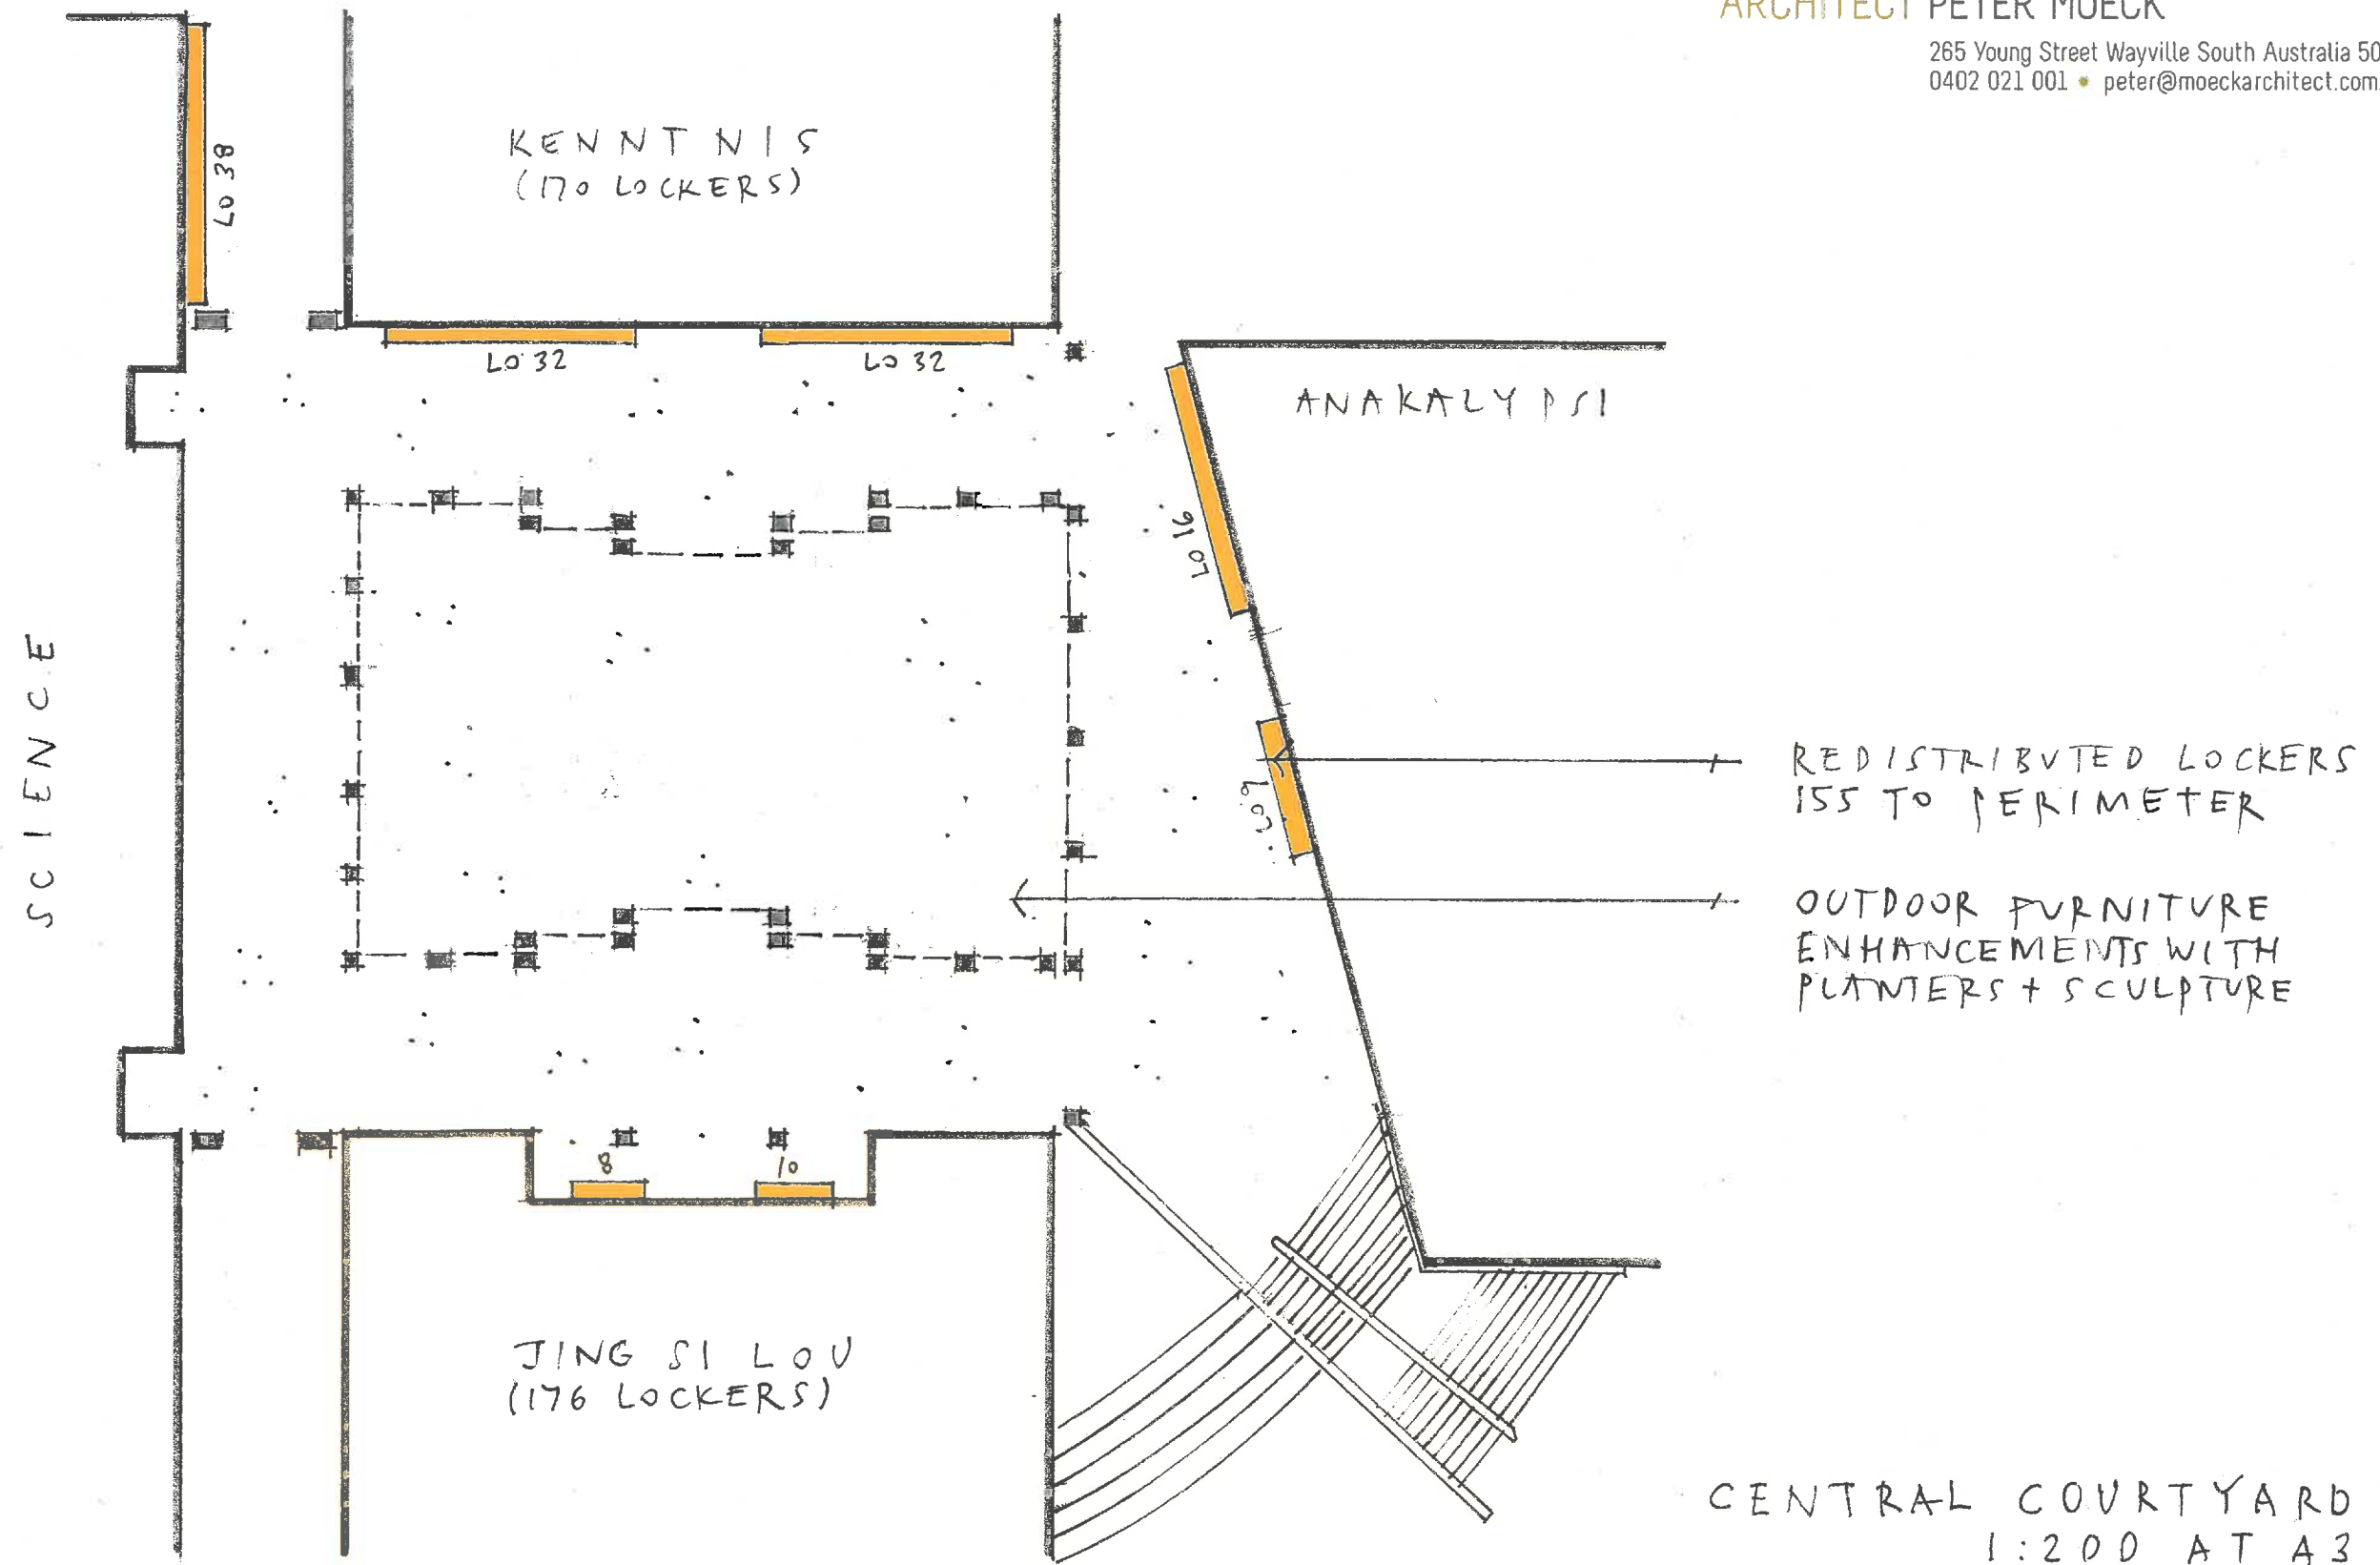 ARCHITECT PETER MOECK
265 Young Street Wayville South Australia 50
0402 021 001 • peter@moeckarchitect.com.
KENNTNIS
(170 LOCKERS)
LO 38
LO 32
LO 32
ANAKALYPSI
LO 16
SCIENCE
LO 9
REDISTRIBUTED LOCKERS
155 TO PERIMETER
OUTDOOR FURNITURE
ENHANCEMENTS WITH
PLANTERS + SCULPTURE
8
10
JING SI LOU
(176 LOCKERS)
CENTRAL COURTYARD
1:200 AT A3